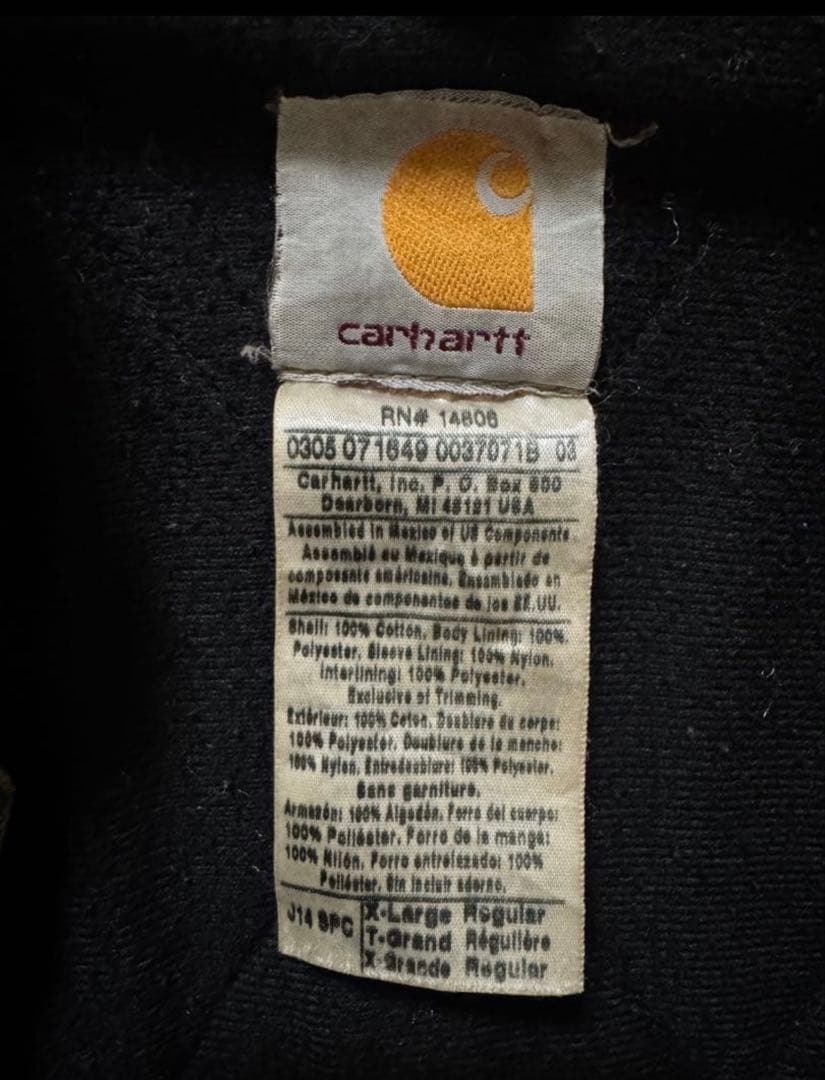 carhartt
RN# 14806
0305 071649 0037071B 03
Carhartt, Inc. P. O. Box 600
Dearborn, MI 48121 USA
Assembled in Mexico of US Components
Assemblé au Mexique à partir de
composants américains. Ensamblado en
México de componentes de los EE.UU.
Shell: 100% Cotton. Body Lining: 100%
Polyester. Sleeve Lining: 100% Nylon.
Interlining: 100% Polyester.
Exclusive of Trimming.
Extérieur: 100% Coton. Doublure du corps:
100% Polyester. Doublure de la manche:
100% Nylon. Entredoublure: 100% Polyester.
Sans garniture.
Armazón: 100% Algodón. Forro del cuerpo:
100% Poliéster. Forro de la manga:
100% Nilón. Forro entrelazado: 100%
Poliéster. Sin incluir adorno.
J14 SPC
X-Large Regular
T-Grand Régulière
X-Grande Regular